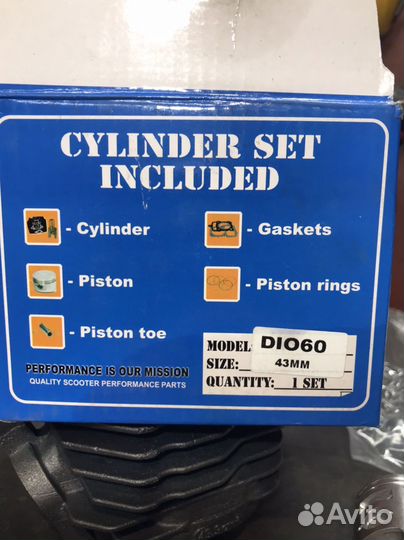 CYLINDER SET
INCLUDED
- Cylinder
- Gaskets
- Piston
- Piston rings
- Piston toe
MODEL: DIO60
SIZE: 43MM
QUANTITY: 1 SET
PERFORMANCE IS OUR MISSION
QUALITY SCOOTER PERFORMANCE PARTS
Avito